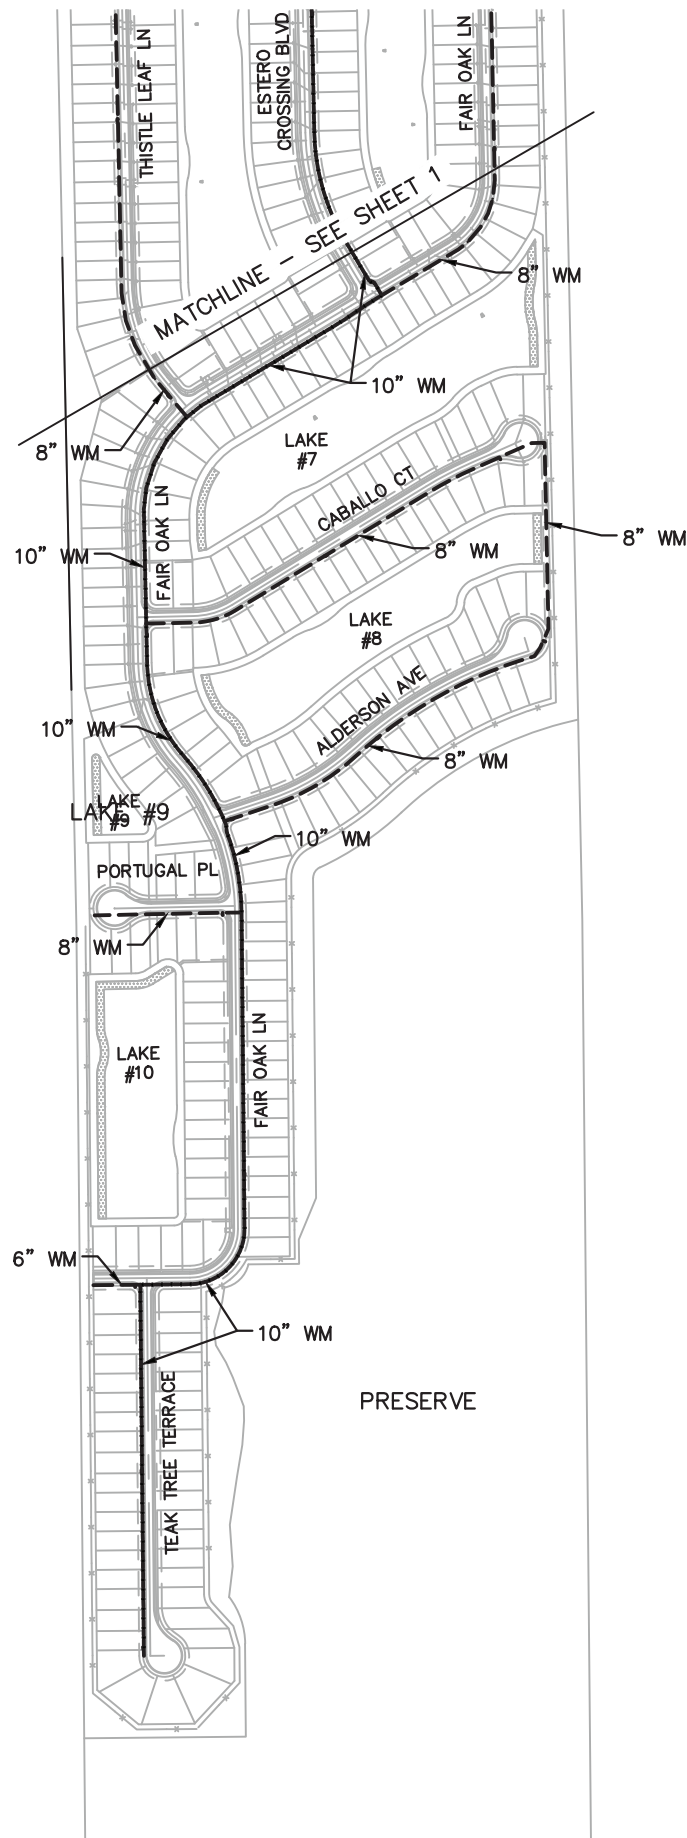 THISTLE LEAF LN
ESTERO
CROSSING BLVD
FAIR OAK LN
MATCHLINE - SEE SHEET 1
8" WM
10" WM
8" WM
LAKE
#7
CABALLO CT
FAIR OAK LN
10" WM
8" WM
8" WM
LAKE
#8
ALDERSON AVE
10" WM
8" WM
LAKE
#9
LAKE #9
10" WM
PORTUGAL PL
8" WM
FAIR OAK LN
LAKE
#10
6" WM
10" WM
PRESERVE
TEAK TREE TERRACE